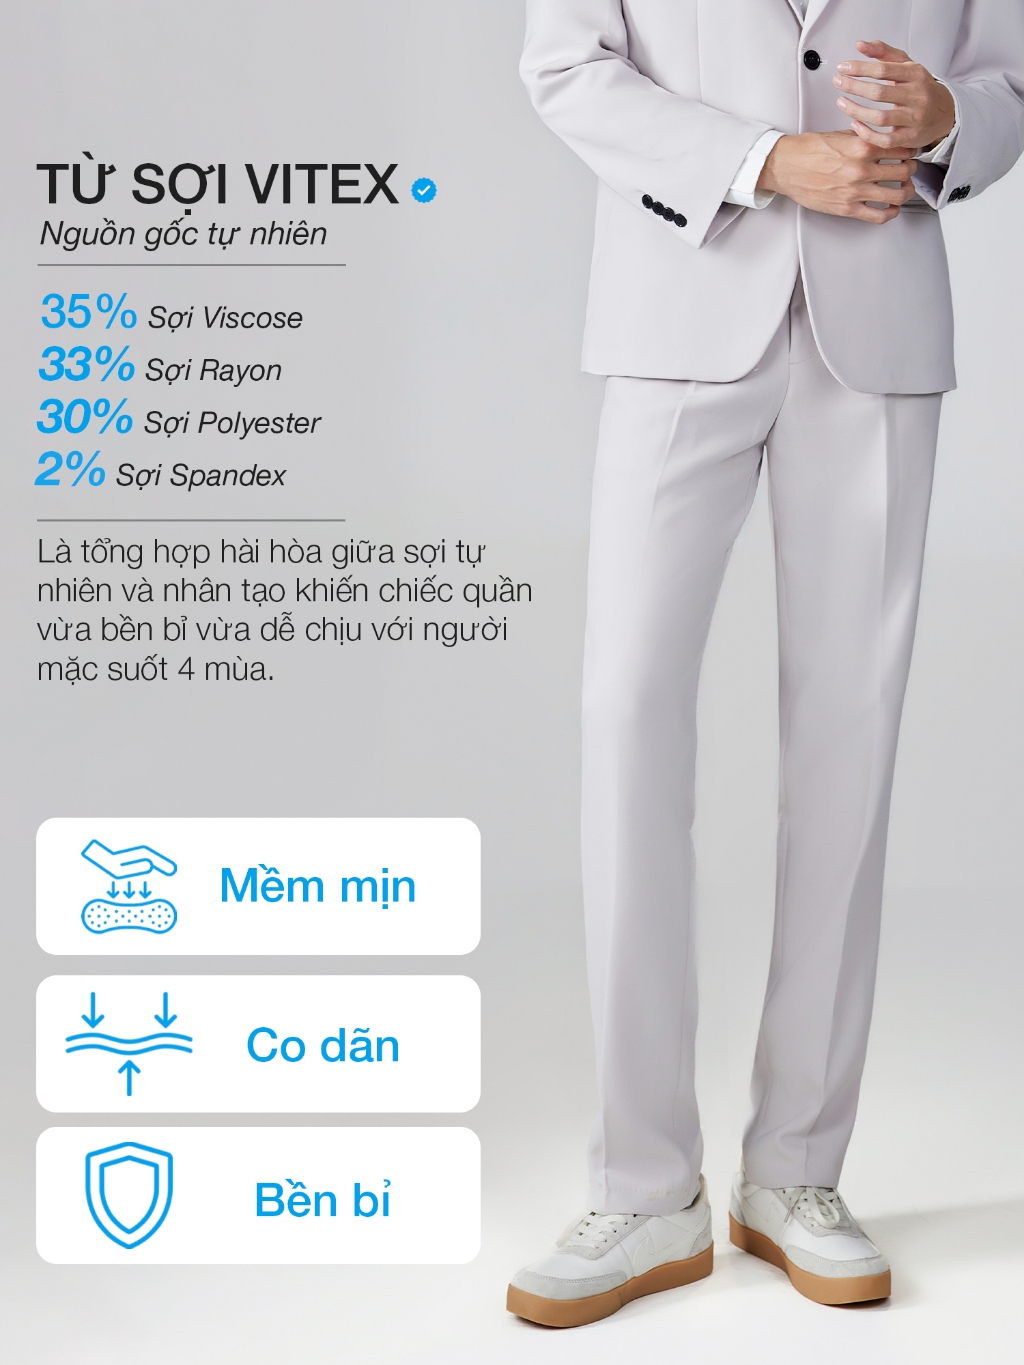 TỪ SỢI VITEX
Nguồn gốc tự nhiên
35% Sợi Viscose
33% Sợi Rayon
30% Sợi Polyester
2% Sợi Spandex
Là tổng hợp hài hòa giữa sợi tự
nhiên và nhân tạo khiến chiếc quần
vừa bền bỉ vừa dễ chịu với người
mặc suốt 4 mùa.
Mềm mịn
Co dãn
Bền bỉ